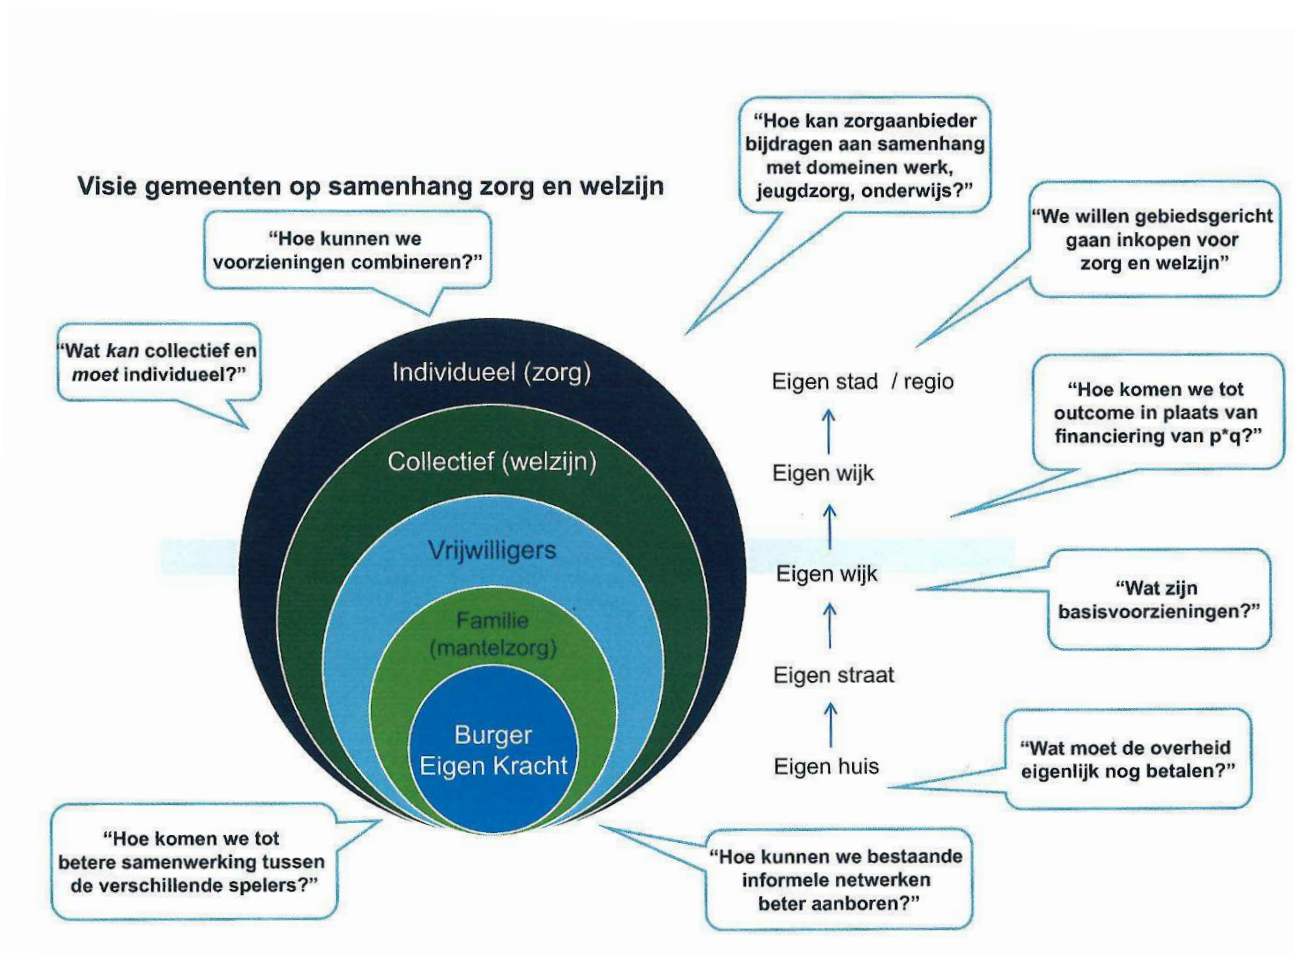 Visie gemeenten op samenhang zorg en welzijn
“Hoe kan zorgaanbieder
bijdragen aan samenhang
met domeinen werk,
jeugdzorg, onderwijs?”
“Hoe kunnen we
voorzieningen combineren?”
“We willen gebiedsgericht
gaan inkopen voor
zorg en welzijn”
“Wat kan collectief en
moet individueel?”
“Hoe komen we tot
outcome in plaats van
financiering van p*q?”
Individueel (zorg)
Collectief (welzijn)
Vrijwilligers
Familie
(mantelzorg)
Burger
Eigen Kracht
Eigen stad / regio
Eigen wijk
Eigen wijk
Eigen straat
Eigen huis
“Wat zijn
basisvoorzieningen?”
“Wat moet de overheid
eigenlijk nog betalen?”
“Hoe komen we tot
betere samenwerking tussen
de verschillende spelers?”
“Hoe kunnen we bestaande
informele netwerken
beter aanboren?”